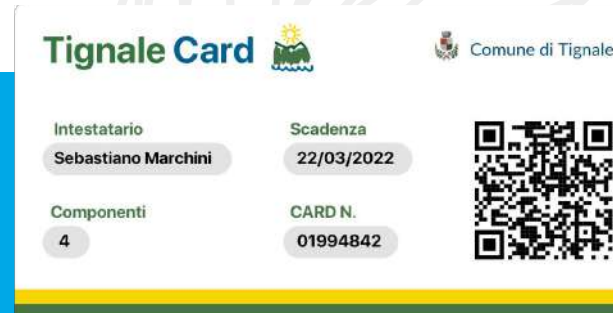 Tignale Card
Comune di Tignale
Intestatario
Sebastiano Marchini
Scadenza
22/03/2022
Componenti
4
CARD N.
01994842